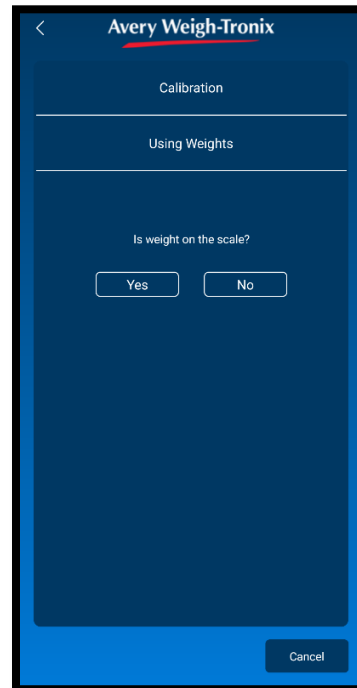 Avery Weigh-Tronix
Calibration
Using Weights
Is weight on the scale?
Yes No
Cancel